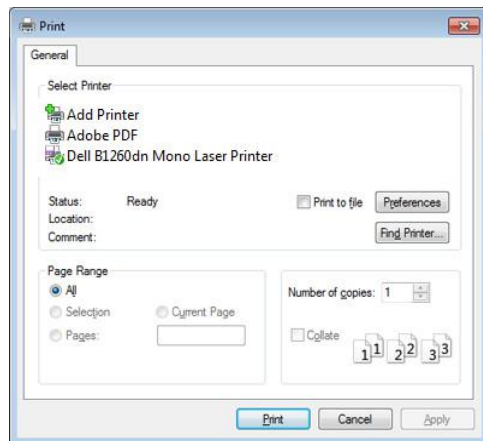 Print
General
Select Printer
Add Printer
Adobe PDF
Dell B1260dn Mono Laser Printer
Status: Ready
Location:
Comment:
Print to file
Preferences
Find Printer...
Page Range
All
Selection Current Page
Pages:
Number of copies: 1
Collate
1 1 2 2 3 3
Print Cancel Apply